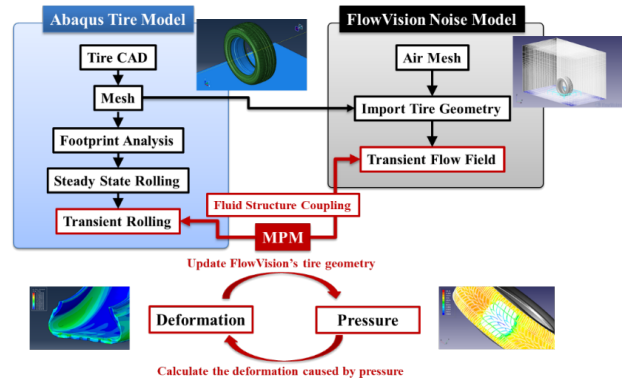 Abaqus Tire Model
FlowVision Noise Model
Tire CAD
Air Mesh
Mesh
Import Tire Geometry
Footprint Analysis
Transient Flow Field
Steady State Rolling
Fluid Structure Coupling
Transient Rolling
MPM
Update FlowVision's tire geometry
Deformation
Pressure
Calculate the deformation caused by pressure